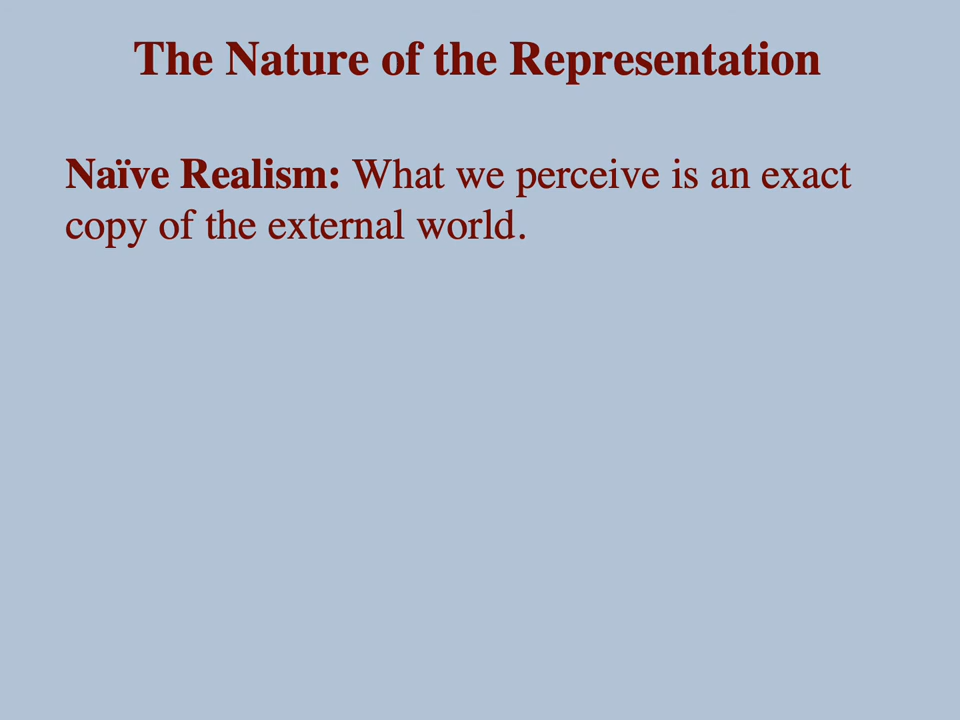 The Nature of the Representation
Naïve Realism: What we perceive is an exact
copy of the external world.